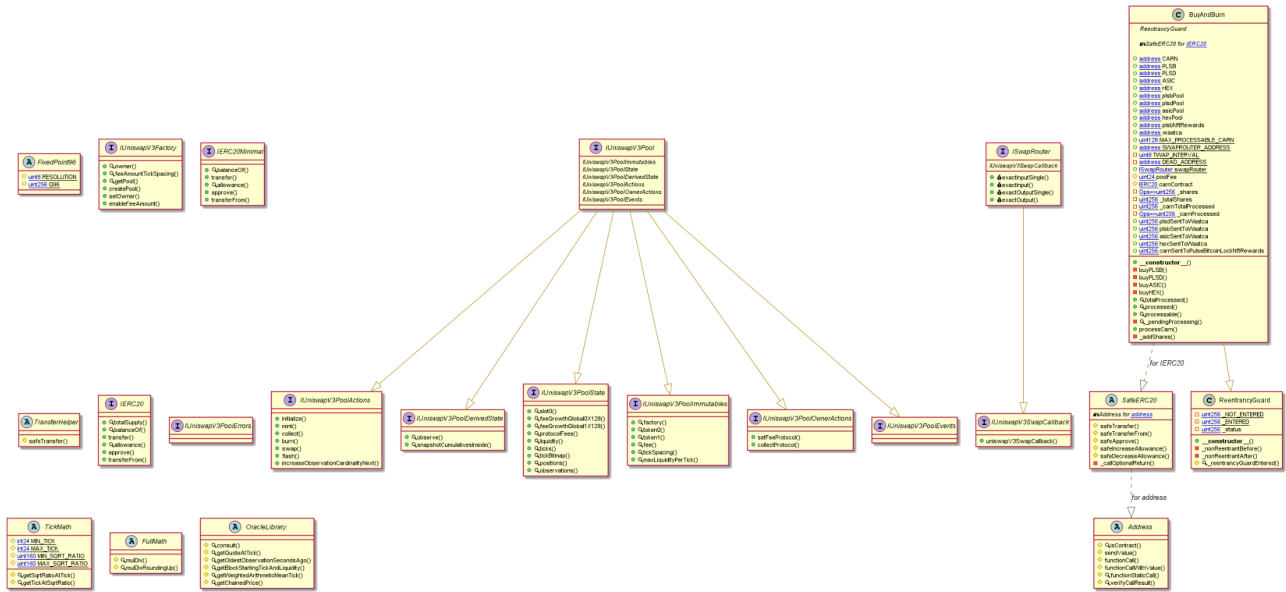 BuyAndBurn
ReentrancyGuard
SafeERC20 for IERC20
address CARN
address PLSB
address PLSD
address ASIC
address HEX
address plsbPool
address plsdPool
address asicPool
address hexPool
address plsbNftRewards
address waatca
uint128 MAX_PROCESSABLE_CARN
address SWAPROUTER_ADDRESS
uint8 TWAP_INTERVAL
address DEAD_ADDRESS
ISwapRouter swapRouter
uint24 poolFee
IERC20 carnContract
Ops=>uint256 _shares
uint256 _totalShares
uint256 _carnTotalProcessed
Ops=>uint256 _carnProcessed
uint256 plsdSentToWaatca
uint256 plsbSentToWaatca
uint256 asicSentToWaatca
uint256 hexSentToWaatca
uint256 carnSentToPulseBitcoinLockNftRewards
__constructor__()
buyPLSB()
buyPLSD()
buyASIC()
buyHEX()
totalProcessed()
processed()
processable()
_pendingProcessing()
processCarn()
_addShares()
FixedPoint96
uint8 RESOLUTION
uint256 Q96
IUniswapV3Factory
owner()
feeAmountTickSpacing()
getPool()
createPool()
setOwner()
enableFeeAmount()
IERC20Minimal
balanceOf()
transfer()
allowance()
approve()
transferFrom()
IUniswapV3Pool
IUniswapV3PoolImmutables
IUniswapV3PoolState
IUniswapV3PoolDerivedState
IUniswapV3PoolActions
IUniswapV3PoolOwnerActions
IUniswapV3PoolEvents
ISwapRouter
IUniswapV3SwapCallback
exactInputSingle()
exactInput()
exactOutputSingle()
exactOutput()
for IERC20
TransferHelper
safeTransfer()
IERC20
totalSupply()
balanceOf()
transfer()
allowance()
approve()
transferFrom()
IUniswapV3PoolErrors
IUniswapV3PoolActions
initialize()
mint()
collect()
burn()
swap()
flash()
increaseObservationCardinalityNext()
IUniswapV3PoolDerivedState
observe()
snapshotCumulativesInside()
IUniswapV3PoolState
slot0()
feeGrowthGlobal0X128()
feeGrowthGlobal1X128()
protocolFees()
liquidity()
ticks()
tickBitmap()
positions()
observations()
IUniswapV3PoolImmutables
factory()
token0()
token1()
fee()
tickSpacing()
maxLiquidityPerTick()
IUniswapV3PoolOwnerActions
setFeeProtocol()
collectProtocol()
IUniswapV3PoolEvents
IUniswapV3SwapCallback
uniswapV3SwapCallback()
SafeERC20
Address for address
safeTransfer()
safeTransferFrom()
safeApprove()
safeIncreaseAllowance()
safeDecreaseAllowance()
_callOptionalReturn()
ReentrancyGuard
uint256 _NOT_ENTERED
uint256 _ENTERED
uint256 _status
__constructor__()
_nonReentrantBefore()
_nonReentrantAfter()
_reentrancyGuardEntered()
for address
TickMath
int24 MIN_TICK
int24 MAX_TICK
uint160 MIN_SQRT_RATIO
uint160 MAX_SQRT_RATIO
getSqrtRatioAtTick()
getTickAtSqrtRatio()
FullMath
mulDiv()
mulDivRoundingUp()
OracleLibrary
consult()
getQuoteAtTick()
getOldestObservationSecondsAgo()
getBlockStartingTickAndLiquidity()
getWeightedArithmeticMeanTick()
getChainedPrice()
Address
isContract()
sendValue()
functionCall()
functionCallWithValue()
functionStaticCall()
verifyCallResult()